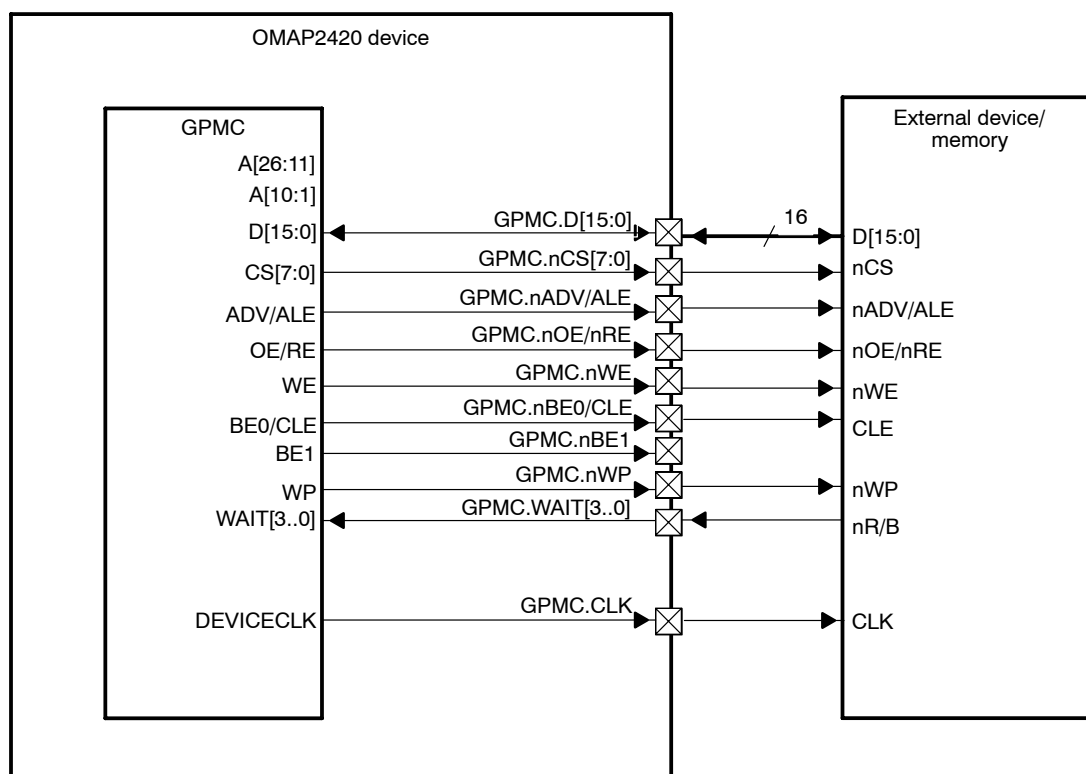 OMAP2420 device
GPMC
External device/
memory
A[26:11]
A[10:1]
D[15:0]
GPMC.D[15:0]
16
D[15:0]
CS[7:0]
GPMC.nCS[7:0]
nCS
ADV/ALE
GPMC.nADV/ALE
nADV/ALE
OE/RE
GPMC.nOE/nRE
nOE/nRE
WE
GPMC.nWE
nWE
BE0/CLE
GPMC.nBE0/CLE
CLE
BE1
GPMC.nBE1
WP
GPMC.nWP
nWP
WAIT[3..0]
GPMC.WAIT[3..0]
nR/B
DEVICECLK
GPMC.CLK
CLK